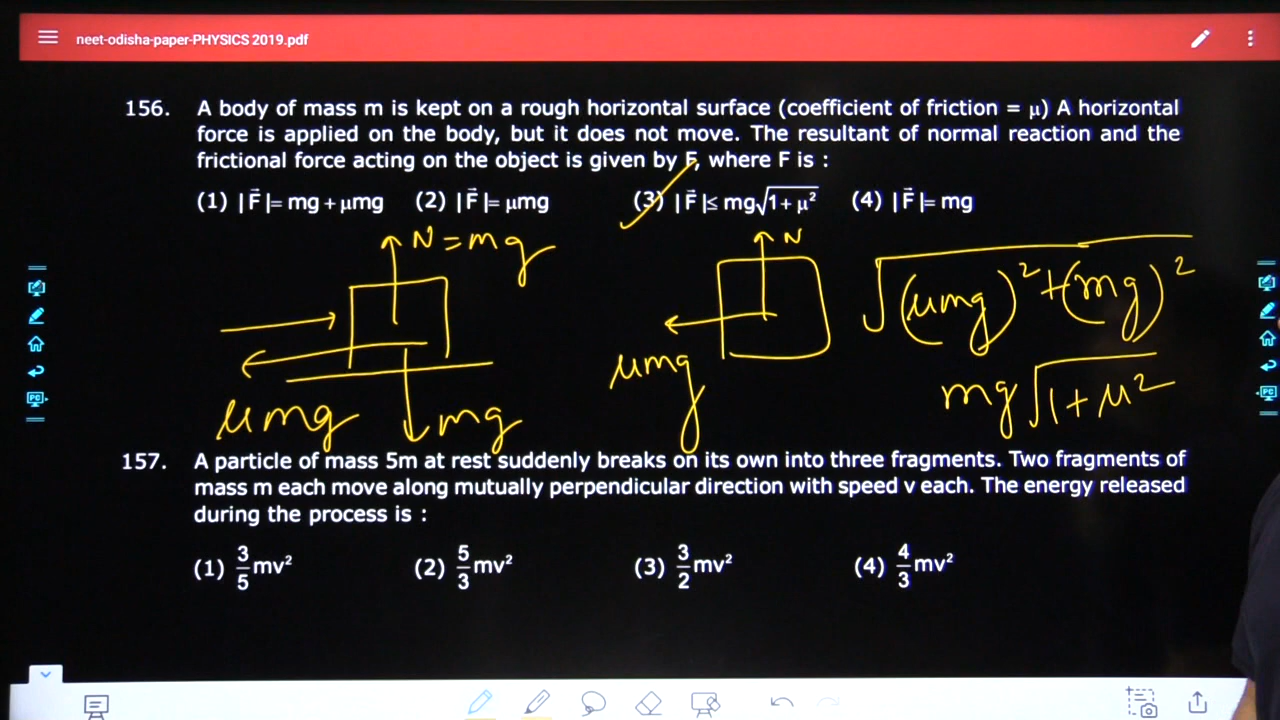 neet-odisha-paper-PHYSICS 2019.pdf
156. A body of mass m is kept on a rough horizontal surface (coefficient of friction = μ) A horizontal
force is applied on the body, but it does not move. The resultant of normal reaction and the
frictional force acting on the object is given by F, where F is :
(1) |F⃗|= mg + μmg (2) |F⃗|= μmg (3) |F⃗|≤ mg√(1 + μ²) (4) |F⃗|= mg
N = mg
N
√((μmg)² + (mg)²)
μmg
mg√(1 + μ²)
μmg
mg
157. A particle of mass 5m at rest suddenly breaks on its own into three fragments. Two fragments of
mass m each move along mutually perpendicular direction with speed v each. The energy released
during the process is :
(1) 3/5 mv² (2) 5/3 mv² (3) 3/2 mv² (4) 4/3 mv²
PC
PC